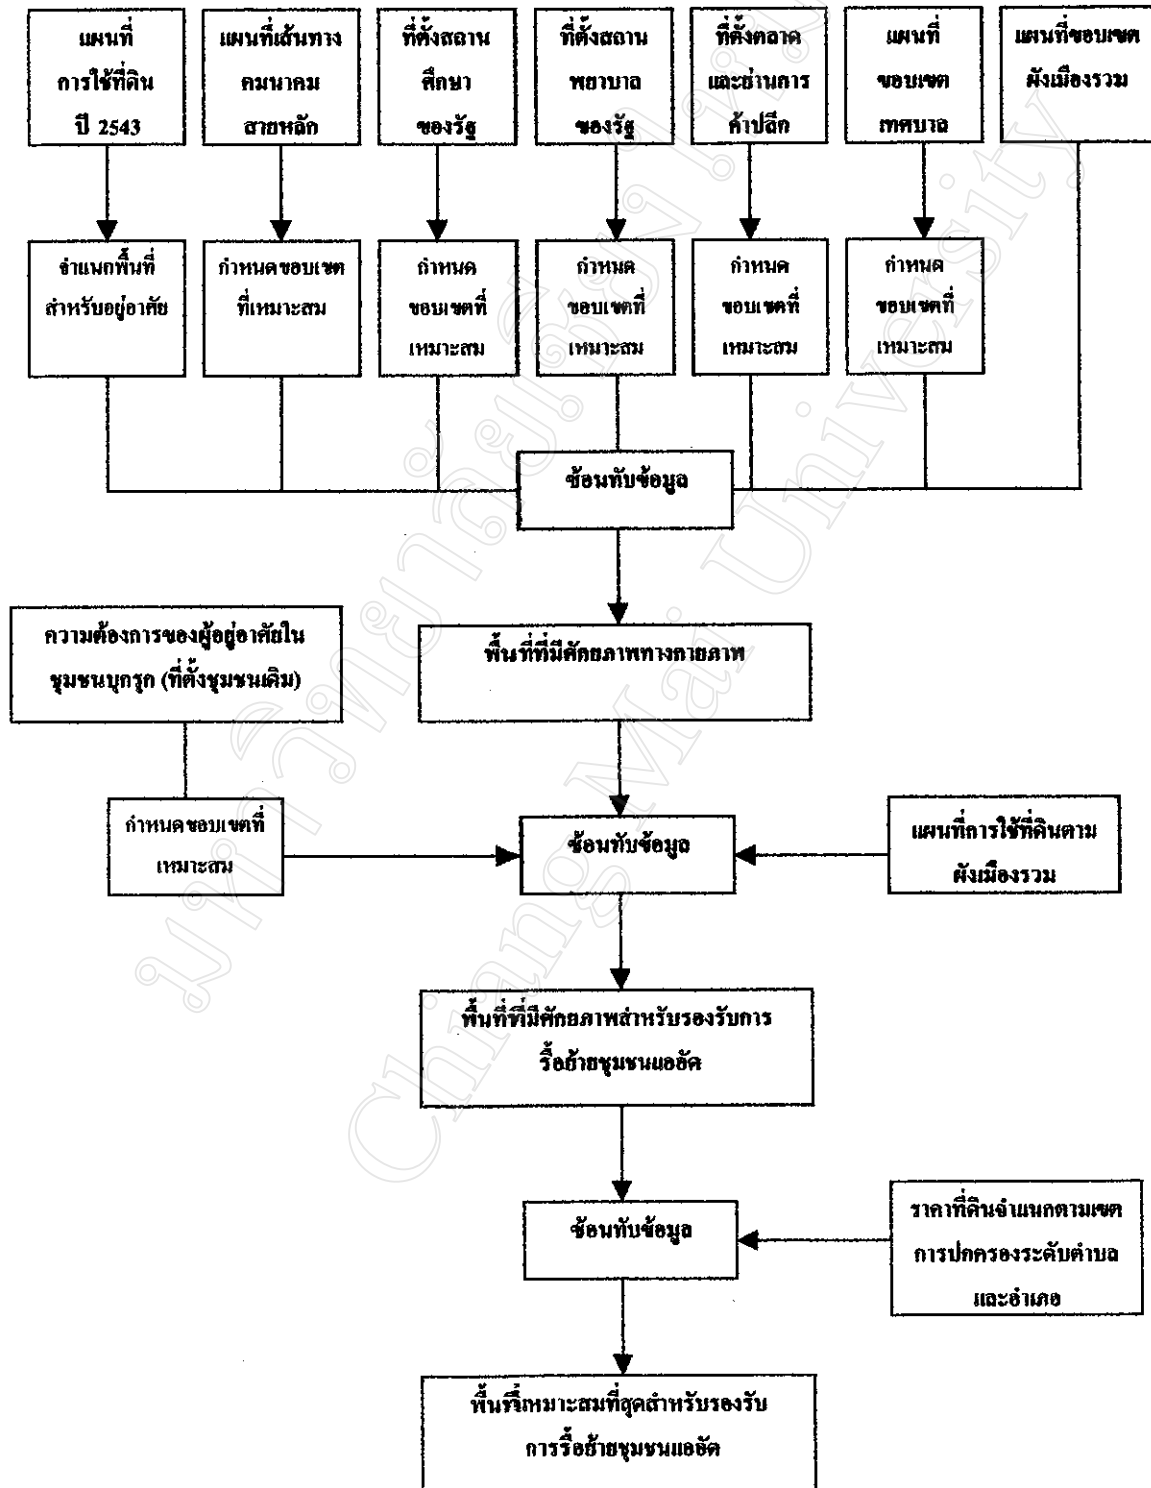 แผนที่
การใช้ที่ดิน
ปี 2543
แผนที่เส้นทาง
คมนาคม
สายหลัก
ที่ตั้งสถาน
ศึกษา
ของรัฐ
ที่ตั้งสถาน
พยาบาล
ของรัฐ
ที่ตั้งตลาด
และย่านการ
ค้าปลีก
แผนที่
ขอบเขต
เทศบาล
แผนที่ขอบเขต
ผังเมืองรวม
จำแนกพื้นที่
สำหรับอยู่อาศัย
กำหนดขอบเขต
ที่เหมาะสม
กำหนด
ขอบเขตที่
เหมาะสม
กำหนด
ขอบเขตที่
เหมาะสม
กำหนด
ขอบเขตที่
เหมาะสม
กำหนด
ขอบเขตที่
เหมาะสม
ซ้อนทับข้อมูล
ความต้องการของผู้อยู่อาศัยใน
ชุมชนบุกรุก (ที่ตั้งชุมชนเดิม)
พื้นที่ที่มีศักยภาพทางกายภาพ
กำหนดขอบเขตที่
เหมาะสม
ซ้อนทับข้อมูล
แผนที่การใช้ที่ดินตาม
ผังเมืองรวม
พื้นที่ที่มีศักยภาพสำหรับรองรับการ
รื้อย้ายชุมชนแออัด
ซ้อนทับข้อมูล
ราคาที่ดินจำแนกตามเขต
การปกครองระดับตำบล
และอำเภอ
พื้นที่เหมาะสมที่สุดสำหรับรองรับ
การรื้อย้ายชุมชนแออัด
มหาวิทยาลัยเชียงใหม่
Chiang Mai University